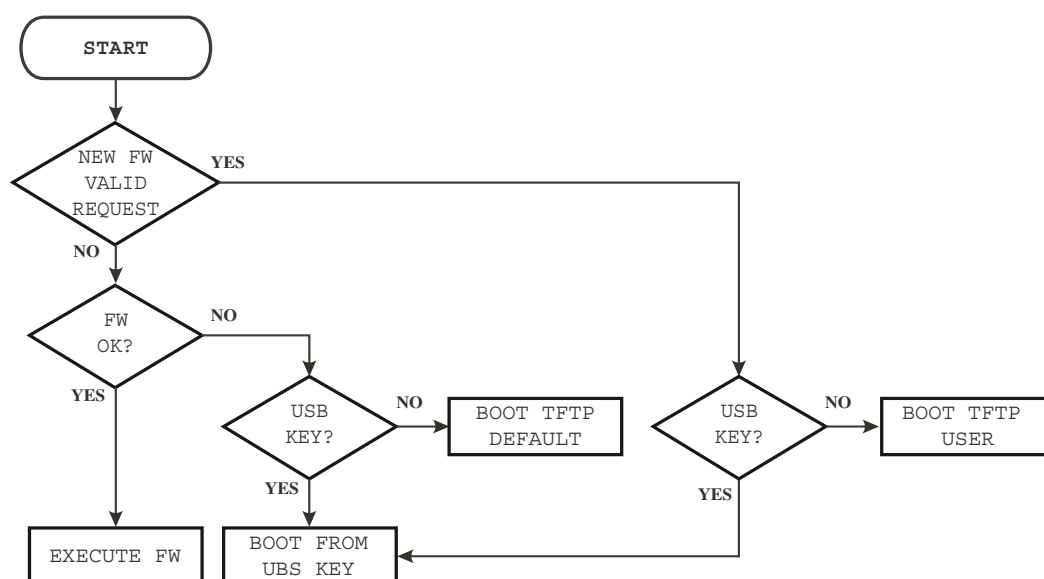 START
NEW FW
VALID
REQUEST
YES
NO
FW
OK?
NO
YES
USB
KEY?
NO
YES
BOOT TFTP
DEFAULT
USB
KEY?
NO
YES
BOOT TFTP
USER
EXECUTE FW
BOOT FROM
UBS KEY